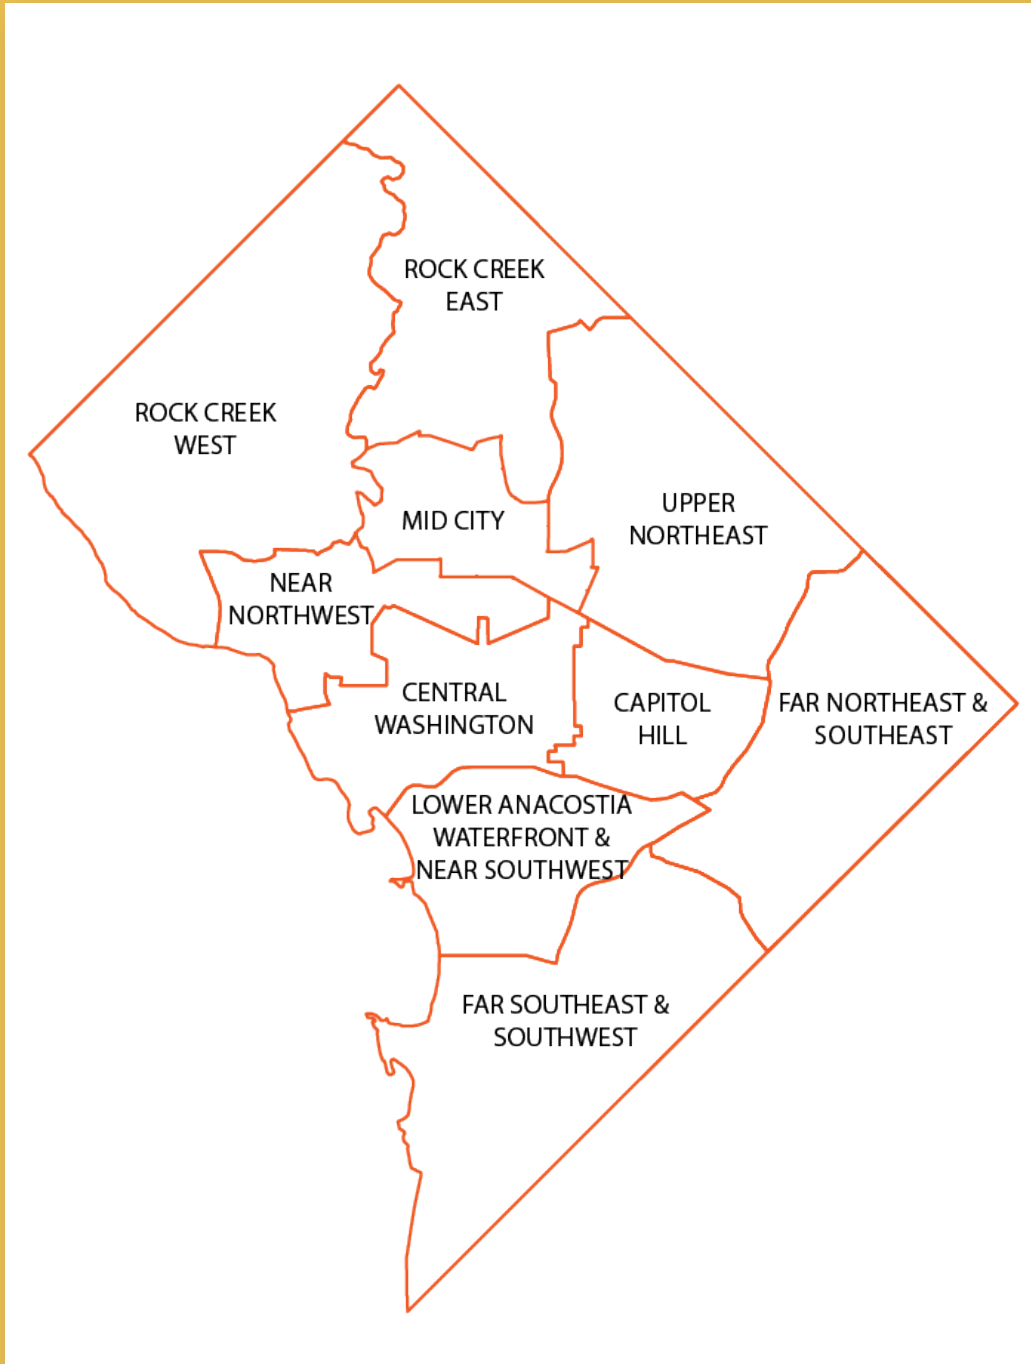 ROCK CREEK
EAST
ROCK CREEK
WEST
UPPER
NORTHEAST
MID CITY
NEAR
NORTHWEST
CENTRAL
WASHINGTON
CAPITOL
HILL
FAR NORTHEAST &
SOUTHEAST
LOWER ANACOSTIA
WATERFRONT &
NEAR SOUTHWEST
FAR SOUTHEAST &
SOUTHWEST